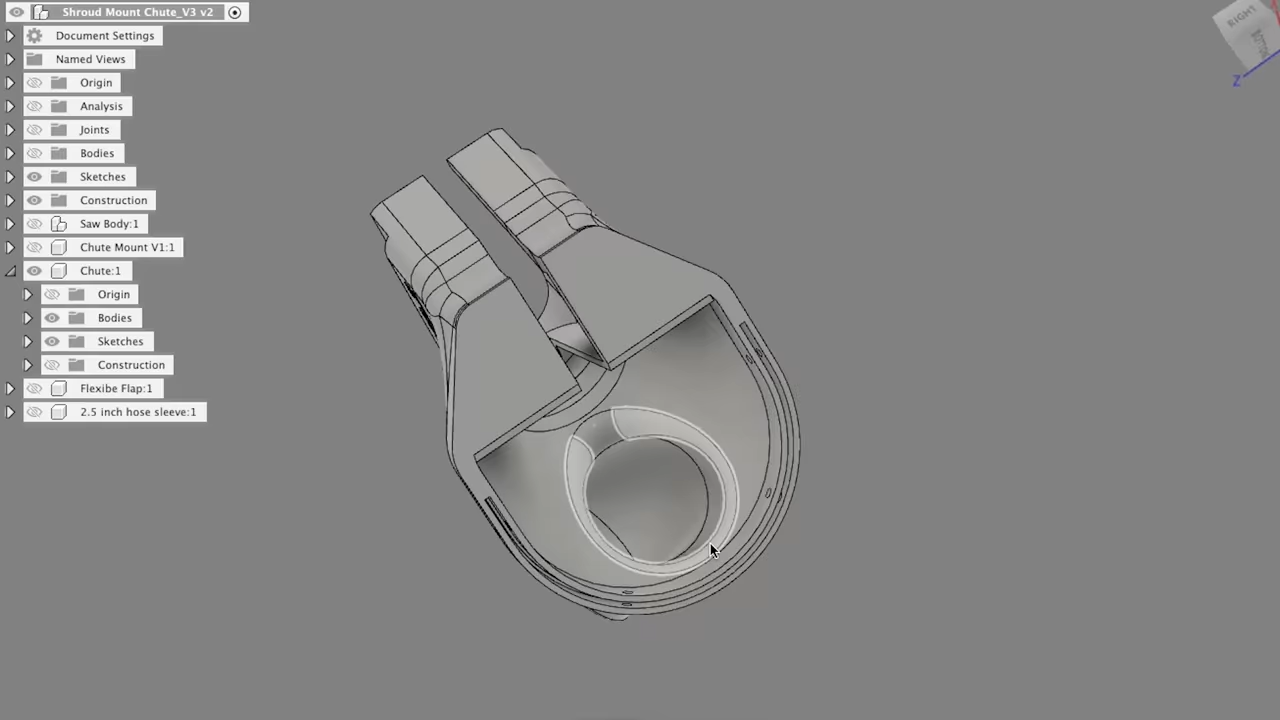 Shroud Mount Chute_V3 v2
Document Settings
Named Views
Origin
Analysis
Joints
Bodies
Sketches
Construction
Saw Body:1
Chute Mount V1:1
Chute:1
Origin
Bodies
Sketches
Construction
Flexibe Flap:1
2.5 inch hose sleeve:1
RIGHT
BOTTOM
Z